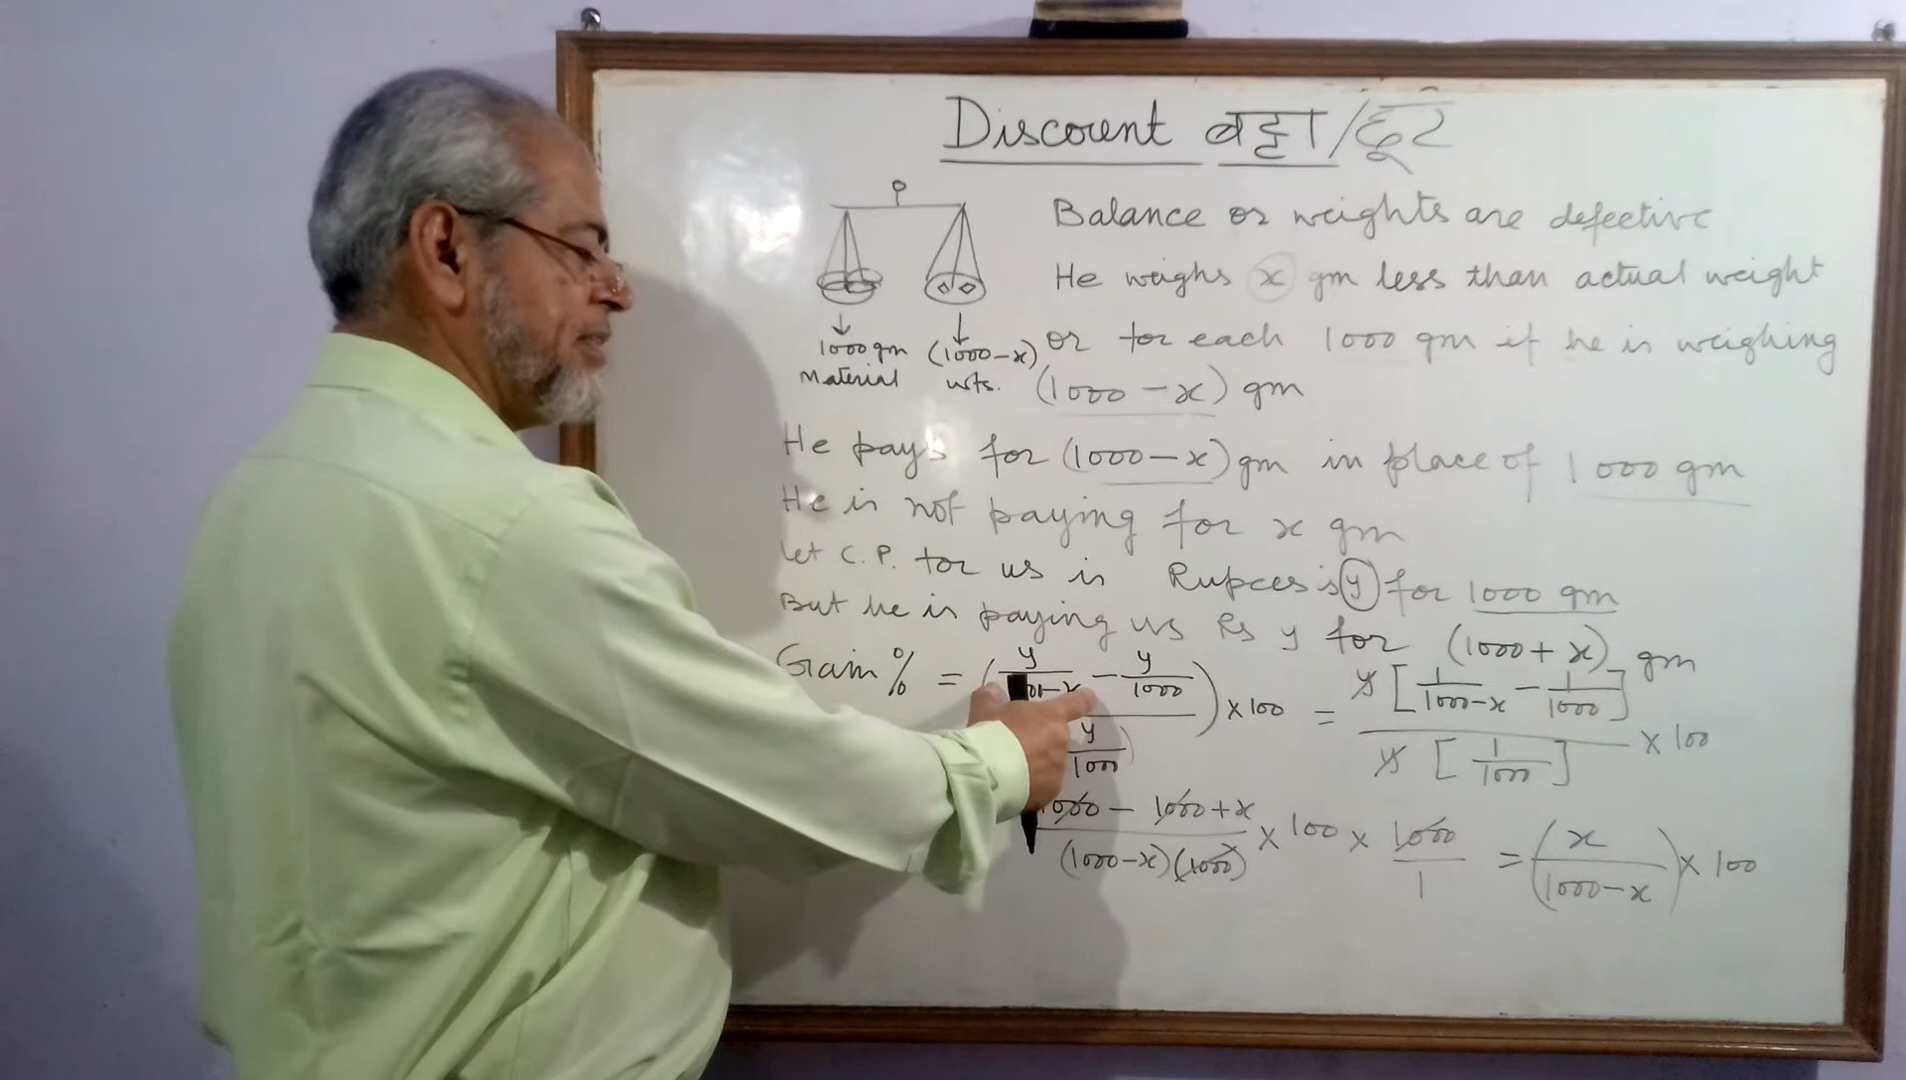 Discount बट्टा/छूट
Balance or weights are defective
He weighs x gm less than actual weight
1000 gm
Material
(1000-x)
wts.
or for each 1000 gm if he is weighing
(1000 - x) gm
He pays for (1000-x) gm in place of 1000 gm
He is not paying for x gm
Let C.P. for us is Rupees is y for 1000 gm
But he is paying us Rs y for (1000 + x) gm
Gain % = (y/ - y/1000) / (y/1000) × 100 = y [1/(1000-x) - 1/1000] / y [1/1000] × 100
1000 - 1000 + x / (1000-x)(1000) × 100 × 1000/1 = (x/(1000-x)) × 100